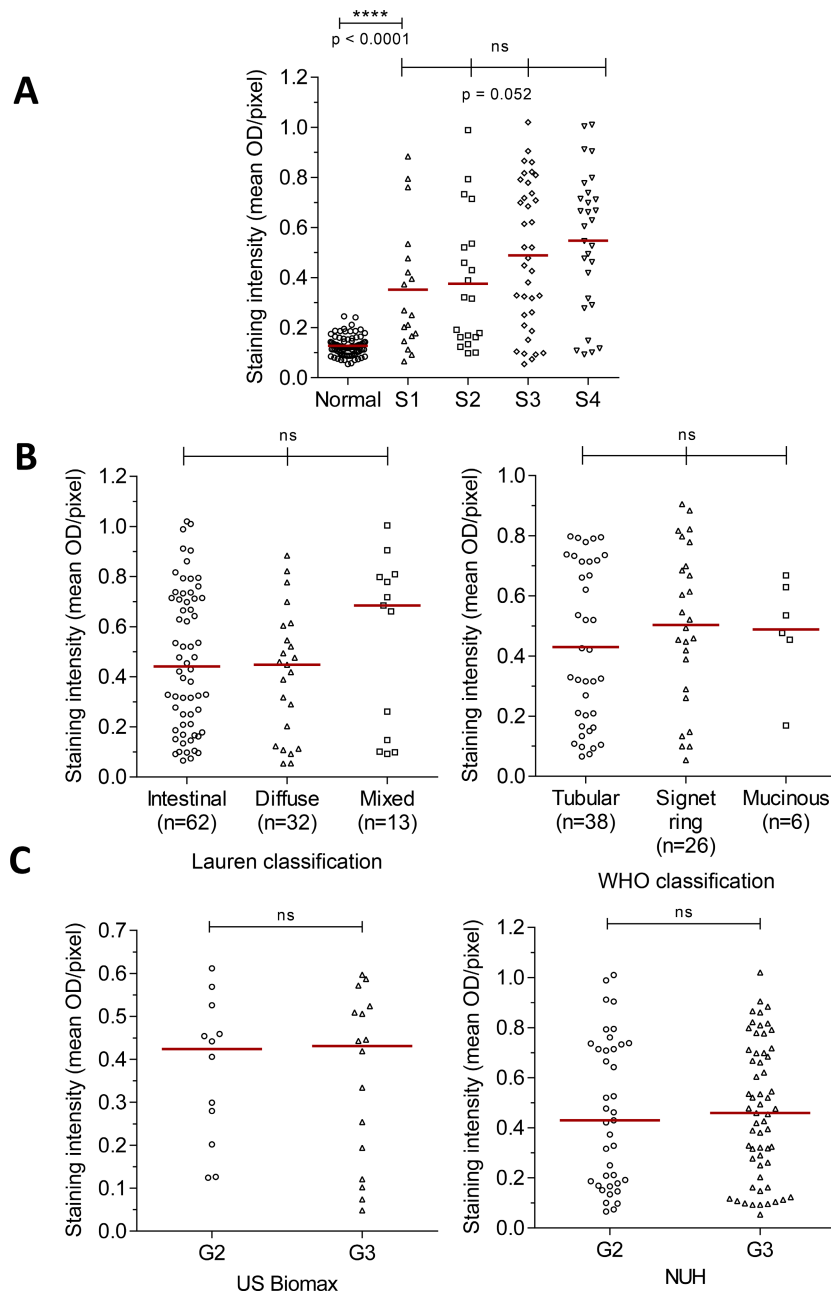 ****
p < 0.0001
ns
A
p = 0.052
Staining intensity (mean OD/pixel)
1.2
1.0
0.8
0.6
0.4
0.2
0.0
Normal S1 S2 S3 S4
B
ns
Staining intensity (mean OD/pixel)
1.2
1.0
0.8
0.6
0.4
0.2
0.0
Intestinal Diffuse Mixed
(n=62) (n=32) (n=13)
Lauren classification
ns
Staining intensity (mean OD/pixel)
1.0
0.8
0.6
0.4
0.2
0.0
Tubular Signet Mucinous
(n=38) ring (n=6)
(n=26)
WHO classification
C
ns
Staining intensity (mean OD/pixel)
0.7
0.6
0.5
0.4
0.3
0.2
0.1
0.0
G2 G3
US Biomax
ns
Staining intensity (mean OD/pixel)
1.2
1.0
0.8
0.6
0.4
0.2
0.0
G2 G3
NUH